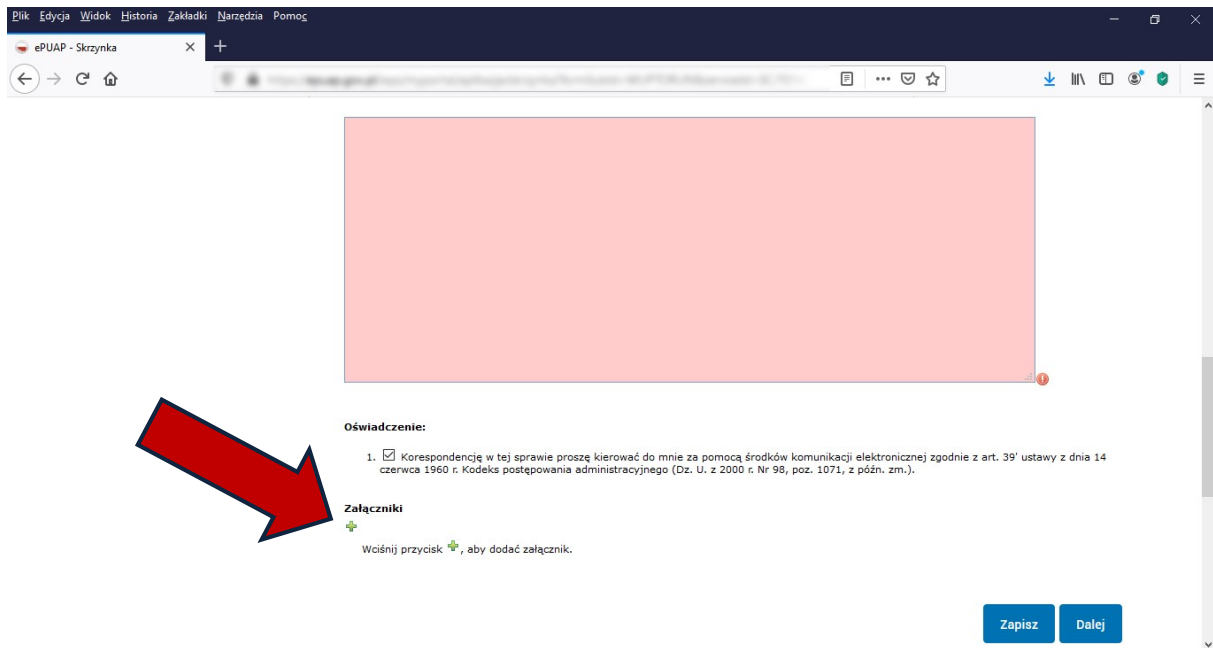 Plik Edycja Widok Historia Zakładki Narzędzia Pomoc
ePUAP - Skrzynka
Oświadczenie:
1. Korespondencję w tej sprawie proszę kierować do mnie za pomocą środków komunikacji elektronicznej zgodnie z art. 39' ustawy z dnia 14
czerwca 1960 r. Kodeks postępowania administracyjnego (Dz. U. z 2000 r. Nr 98, poz. 1071, z późn. zm.).
Załączniki
Wciśnij przycisk , aby dodać załącznik.
Zapisz Dalej